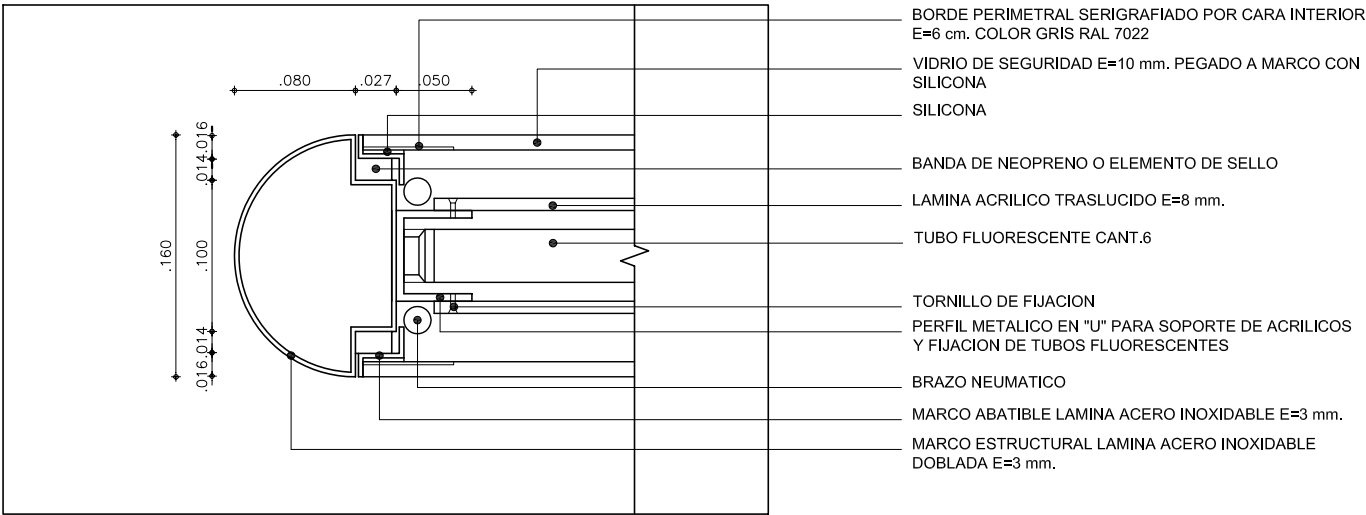 BORDE PERIMETRAL SERIGRAFIADO POR CARA INTERIOR
E=6 cm. COLOR GRIS RAL 7022
VIDRIO DE SEGURIDAD E=10 mm. PEGADO A MARCO CON
SILICONA
SILICONA
BANDA DE NEOPRENO O ELEMENTO DE SELLO
LAMINA ACRILICO TRASLUCIDO E=8 mm.
TUBO FLUORESCENTE CANT.6
TORNILLO DE FIJACION
PERFIL METALICO EN "U" PARA SOPORTE DE ACRILICOS
Y FIJACION DE TUBOS FLUORESCENTES
BRAZO NEUMATICO
MARCO ABATIBLE LAMINA ACERO INOXIDABLE E=3 mm.
MARCO ESTRUCTURAL LAMINA ACERO INOXIDABLE
DOBLADA E=3 mm.
.080
.027
.050
.160
.016
.014
.100
.014
.016